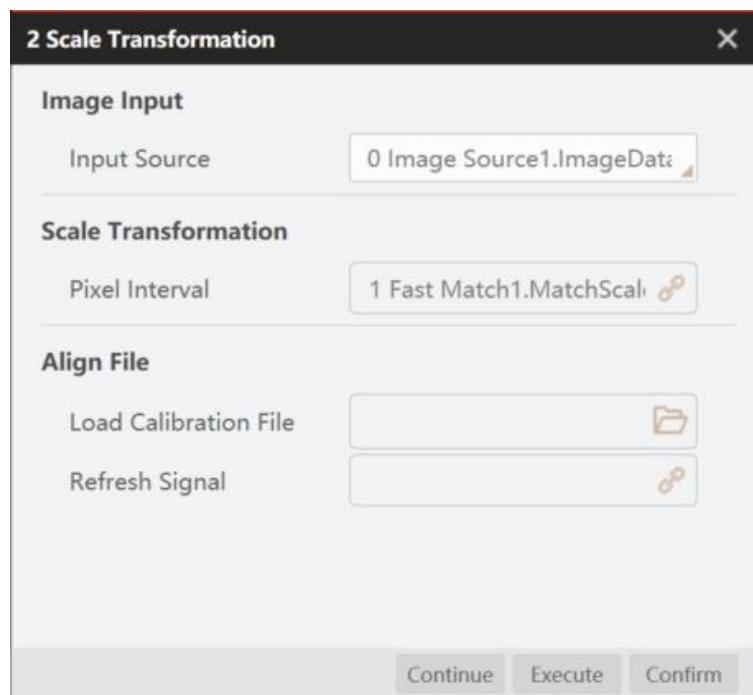 2 Scale Transformation
Image Input
Input Source 0 Image Source1.ImageData
Scale Transformation
Pixel Interval 1 Fast Match1.MatchScal
Align File
Load Calibration File
Refresh Signal
Continue Execute Confirm